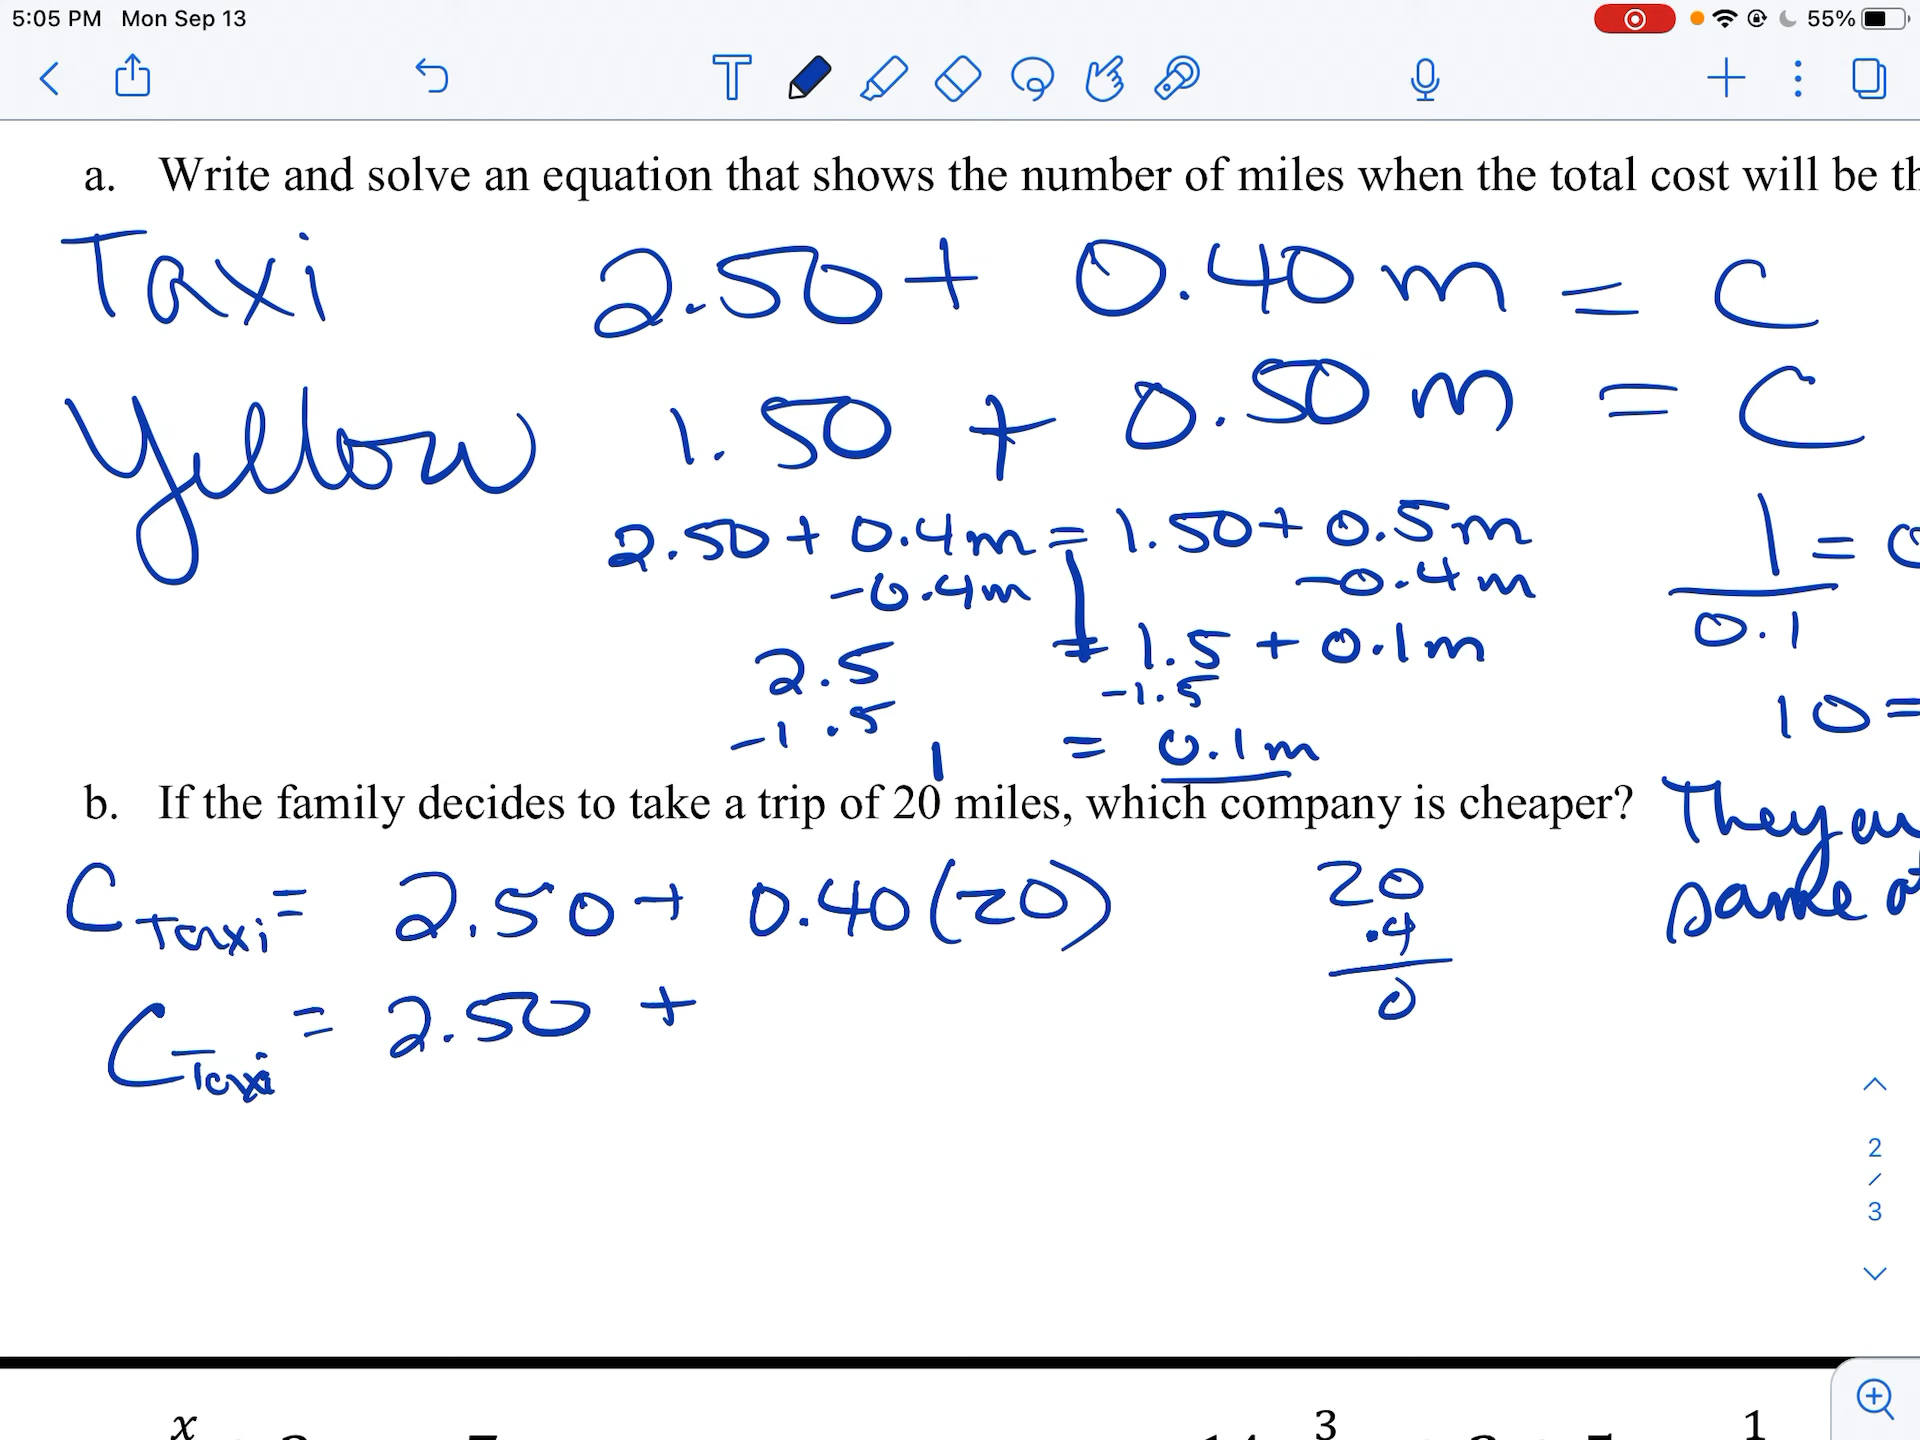 5:05 PM Mon Sep 13
55%
a. Write and solve an equation that shows the number of miles when the total cost will be th
Taxi 2.50 + 0.40 m = C
Yellow 1.50 + 0.50 m = C
2.50 + 0.4m = 1.50 + 0.5m
-0.4m -0.4m
2.5 = 1.5 + 0.1m
-1.5 -1.5
1 = 0.1m
1 =
0.1
10 =
b. If the family decides to take a trip of 20 miles, which company is cheaper?
They
same
C Taxi = 2.50 + 0.40(20)
20
.4
0
C Taxi = 2.50 +
2
/
3
x
3
1